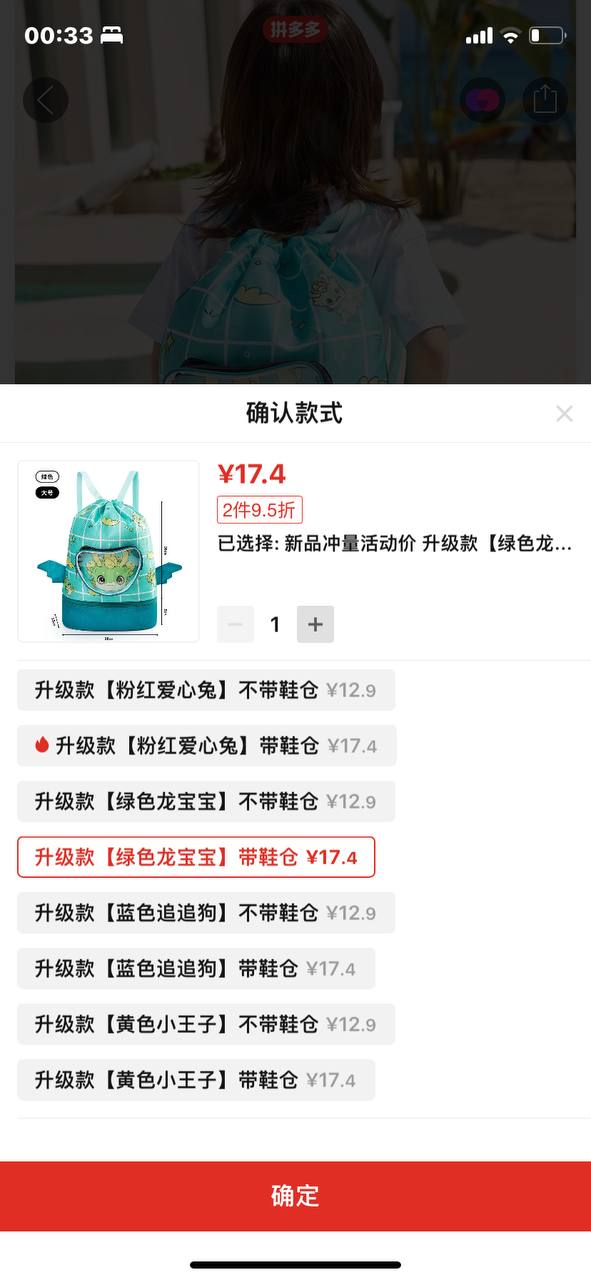 00:33
拼多多
确认款式
绿色
大号
¥17.4
2件9.5折
已选择: 新品冲量活动价 升级款【绿色龙...
1
升级款【粉红爱心兔】不带鞋仓 ¥12.9
升级款【粉红爱心兔】带鞋仓 ¥17.4
升级款【绿色龙宝宝】不带鞋仓 ¥12.9
升级款【绿色龙宝宝】带鞋仓 ¥17.4
升级款【蓝色追追狗】不带鞋仓 ¥12.9
升级款【蓝色追追狗】带鞋仓 ¥17.4
升级款【黄色小王子】不带鞋仓 ¥12.9
升级款【黄色小王子】带鞋仓 ¥17.4
确定